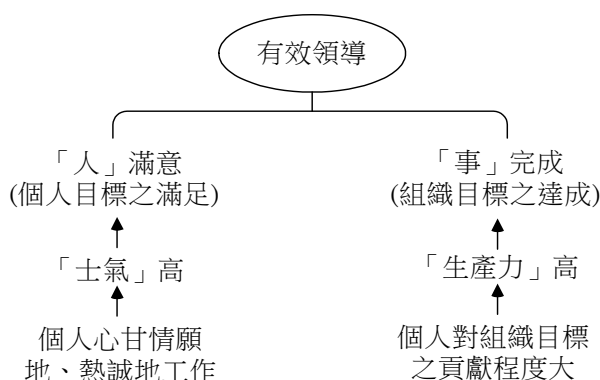 有效領導
「人」滿意
(個人目標之滿足)
「士氣」高
個人心甘情願
地、熱誠地工作
「事」完成
(組織目標之達成)
「生產力」高
個人對組織目標
之貢獻程度大